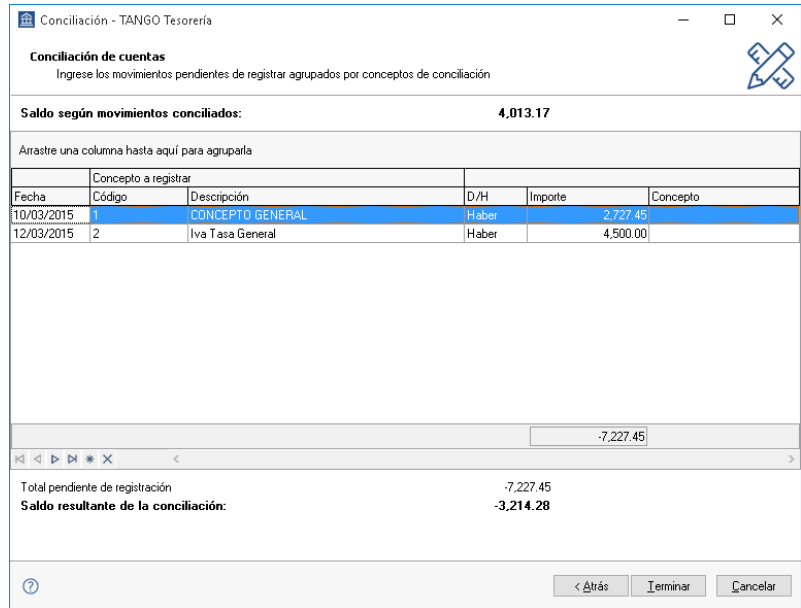 Conciliación - TANGO Tesorería
Conciliación de cuentas
Ingrese los movimientos pendientes de registrar agrupados por conceptos de conciliación
Saldo según movimientos conciliados: 4,013.17
Arrastre una columna hasta aquí para agruparla
Concepto a registrar
Fecha Código Descripción D/H Importe Concepto
10/03/2015 1 CONCEPTO GENERAL Haber 2,727.45
12/03/2015 2 Iva Tasa General Haber 4,500.00
-7,227.45
Total pendiente de registración -7,227.45
Saldo resultante de la conciliación: -3,214.28
< Atrás Terminar Cancelar